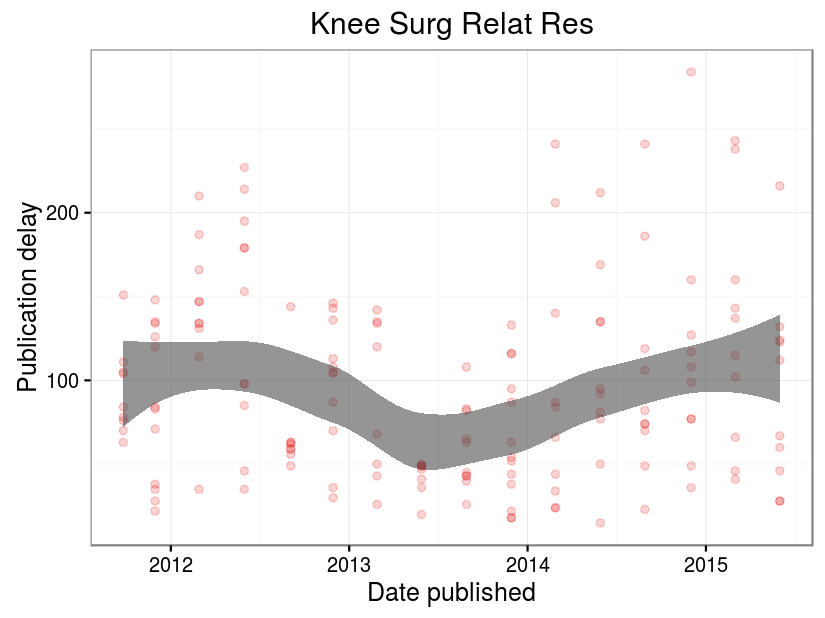 Knee Surg Relat Res
Publication delay
200
100
2012 2013 2014 2015
Date published